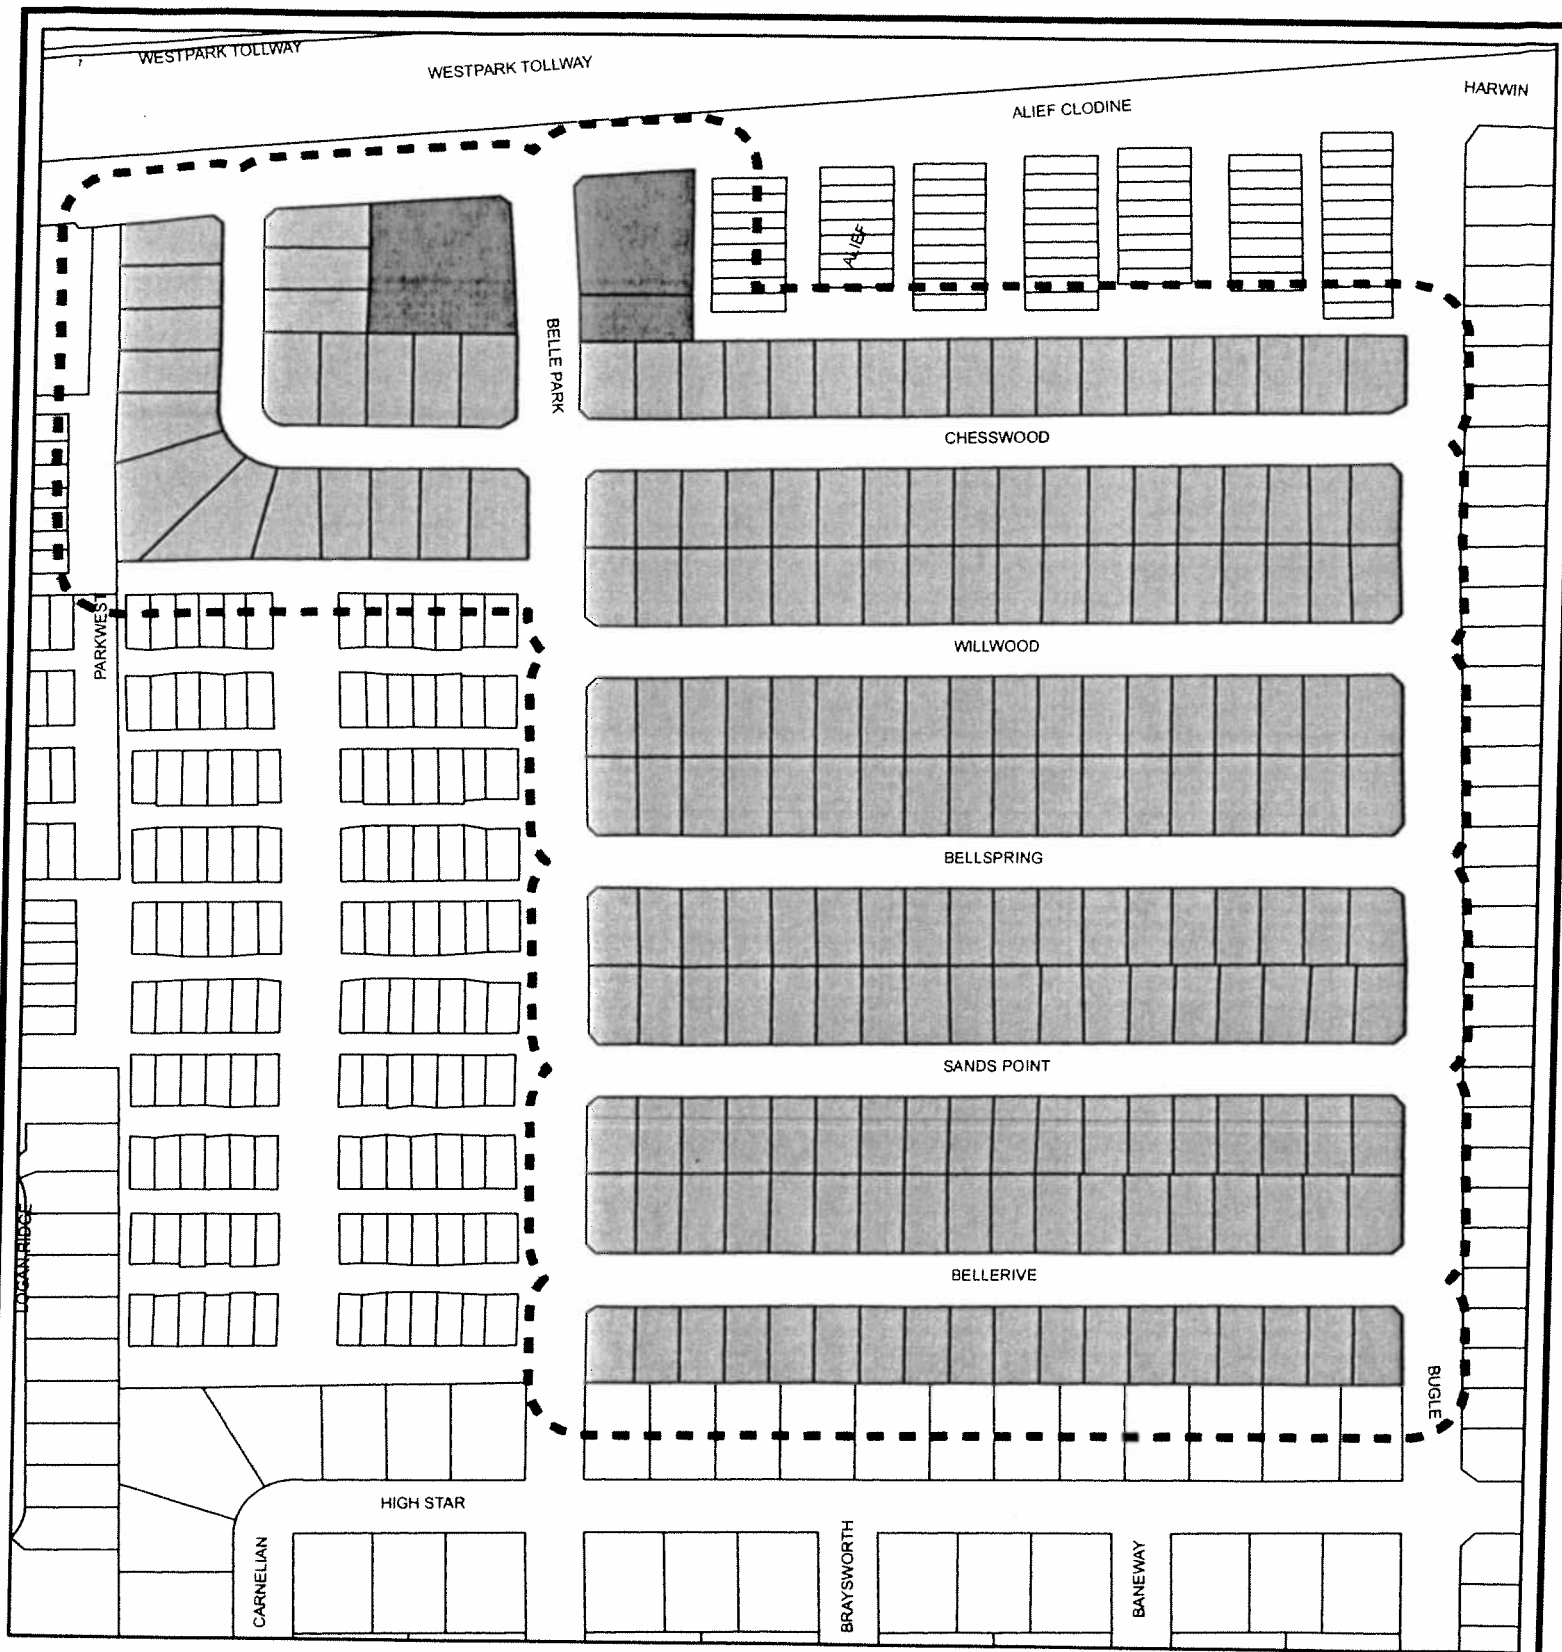 WESTPARK TOLLWAY
WESTPARK TOLLWAY
HARWIN
ALIEF CLODINE
ALIEF
BELLE PARK
CHESSWOOD
PARKWEST
WILLWOOD
BELLSPRING
SANDS POINT
LOGAN RIDGE
BELLERIVE
BUGLE
HIGH STAR
CARNELIAN
BRAYSWORTH
BANEWAY